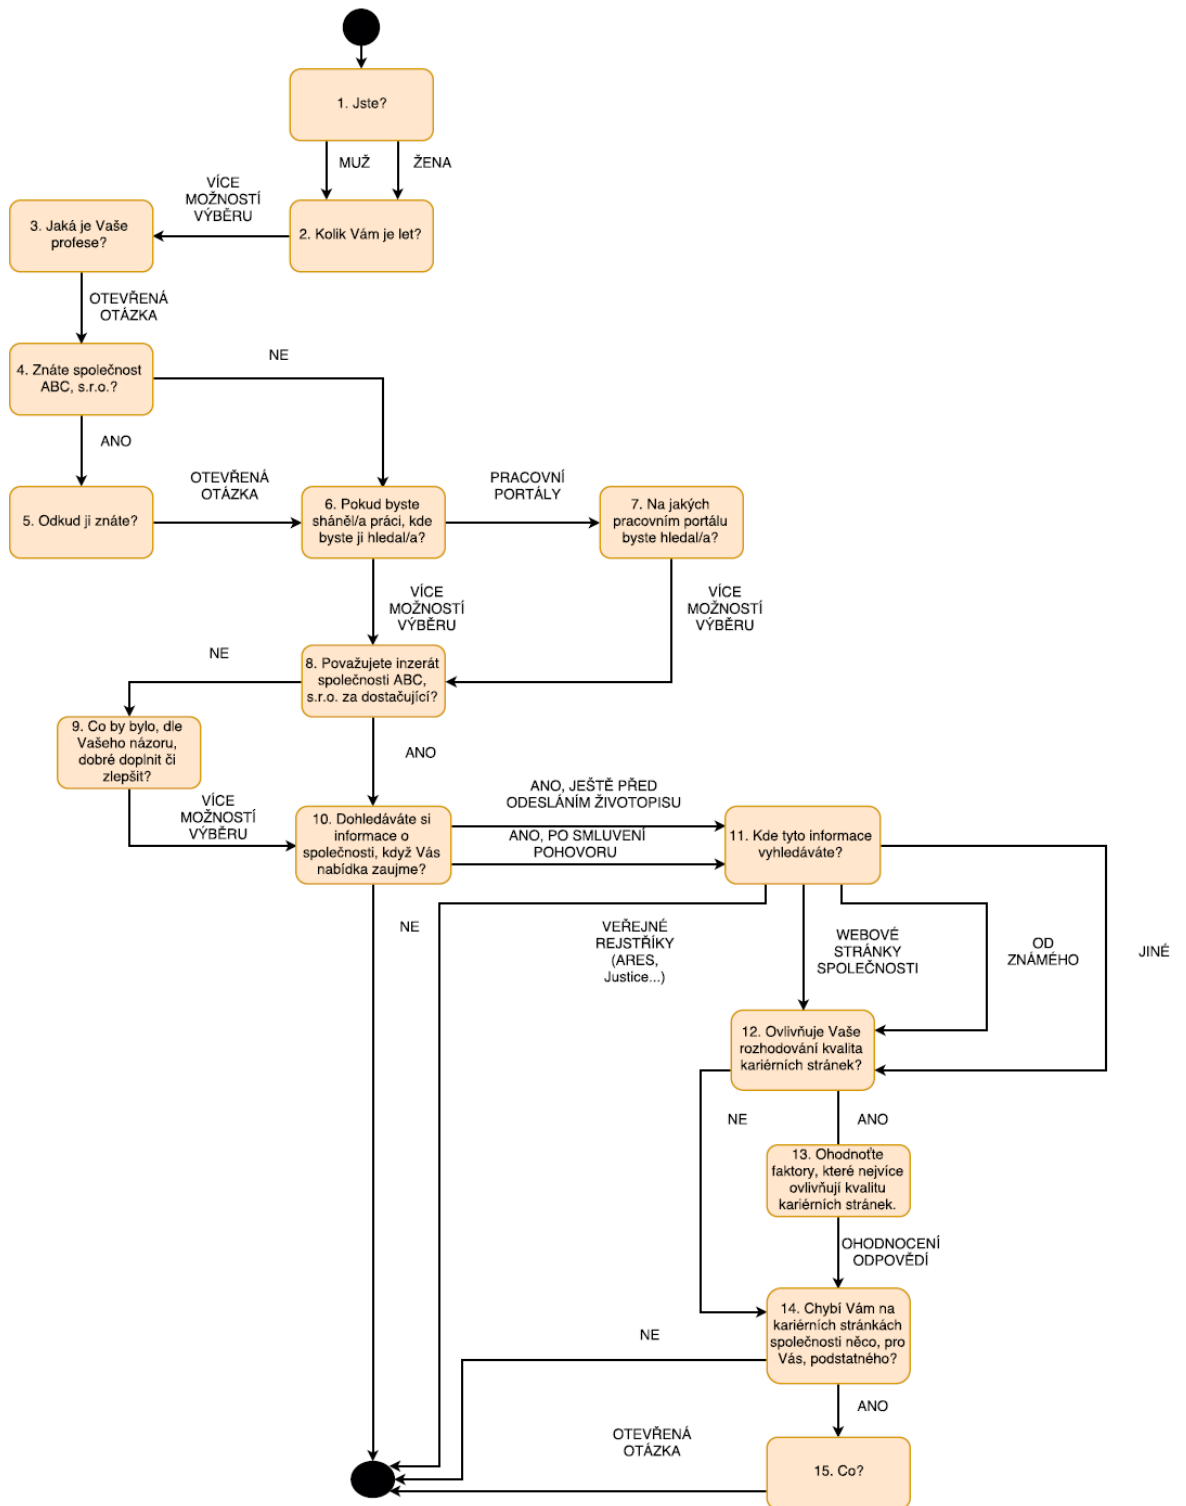 1. Jste?
MUŽ
ŽENA
VÍCE
MOŽNOSTÍ
VÝBĚRU
3. Jaká je Vaše
profese?
2. Kolik Vám je let?
OTEVŘENÁ
OTÁZKA
4. Znáte společnost
ABC, s.r.o.?
NE
ANO
5. Odkud ji znáte?
OTEVŘENÁ
OTÁZKA
6. Pokud byste
sháněl/a práci, kde
byste ji hledal/a?
PRACOVNÍ
PORTÁLY
7. Na jakých
pracovním portálu
byste hledal/a?
VÍCE
MOŽNOSTÍ
VÝBĚRU
VÍCE
MOŽNOSTÍ
VÝBĚRU
NE
8. Považujete inzerát
společnosti ABC,
s.r.o. za dostačující?
9. Co by bylo, dle
Vašeho názoru,
dobré doplnit či
zlepšit?
ANO
VÍCE
MOŽNOSTÍ
VÝBĚRU
10. Dohledáváte si
informace o
společnosti, když Vás
nabídka zaujme?
ANO, JEŠTĚ PŘED
ODESLÁNÍM ŽIVOTOPISU
ANO, PO SMLUVENÍ
POHOVORU
11. Kde tyto informace
vyhledáváte?
NE
VEŘEJNÉ
REJSTŘÍKY
(ARES,
Justice...)
WEBOVÉ
STRÁNKY
SPOLEČNOSTI
OD
ZNÁMÉHO
JINÉ
12. Ovlivňuje Vaše
rozhodování kvalita
kariérních stránek?
NE
ANO
13. Ohodnoťte
faktory, které nejvíce
ovlivňují kvalitu
kariérních stránek.
OHODNOCENÍ
ODPOVĚDÍ
14. Chybí Vám na
kariérních stránkách
společnosti něco, pro
Vás, podstatného?
NE
ANO
OTEVŘENÁ
OTÁZKA
15. Co?